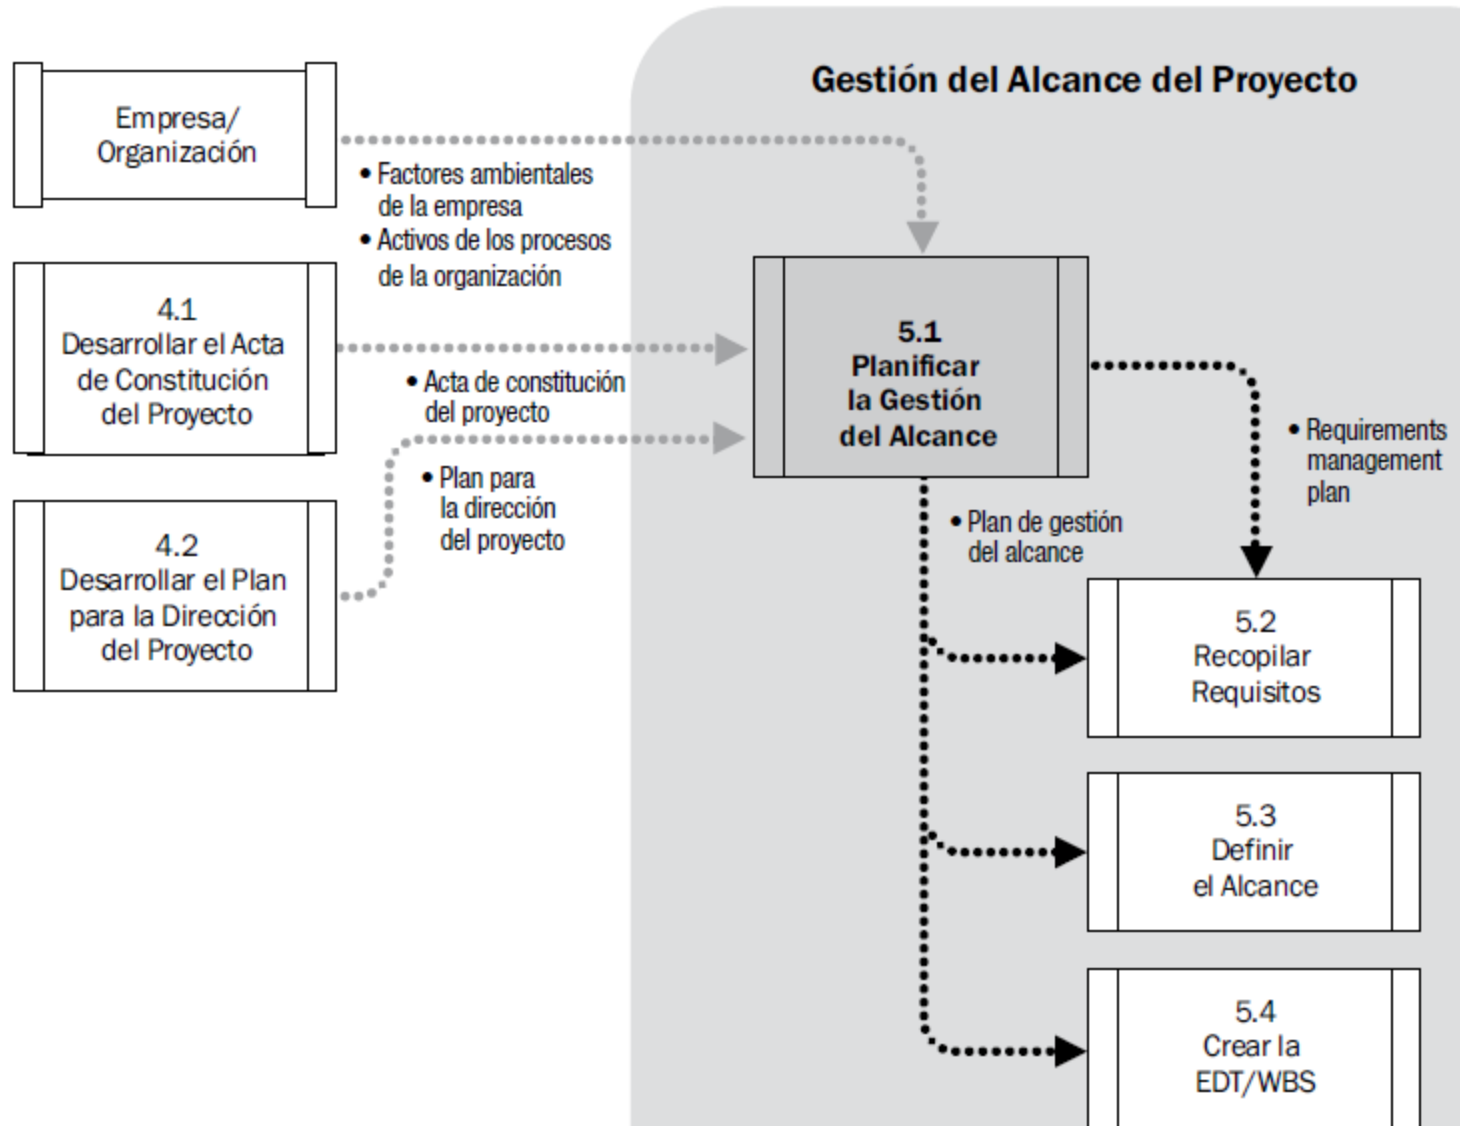 Gestión del Alcance del Proyecto
Empresa/
Organización
• Factores ambientales
de la empresa
• Activos de los procesos
de la organización
4.1
Desarrollar el Acta
de Constitución
del Proyecto
• Acta de constitución
del proyecto
4.2
Desarrollar el Plan
para la Dirección
del Proyecto
• Plan para
la dirección
del proyecto
5.1
Planificar
la Gestión
del Alcance
• Requirements
management
plan
• Plan de gestión
del alcance
5.2
Recopilar
Requisitos
5.3
Definir
el Alcance
5.4
Crear la
EDT/WBS